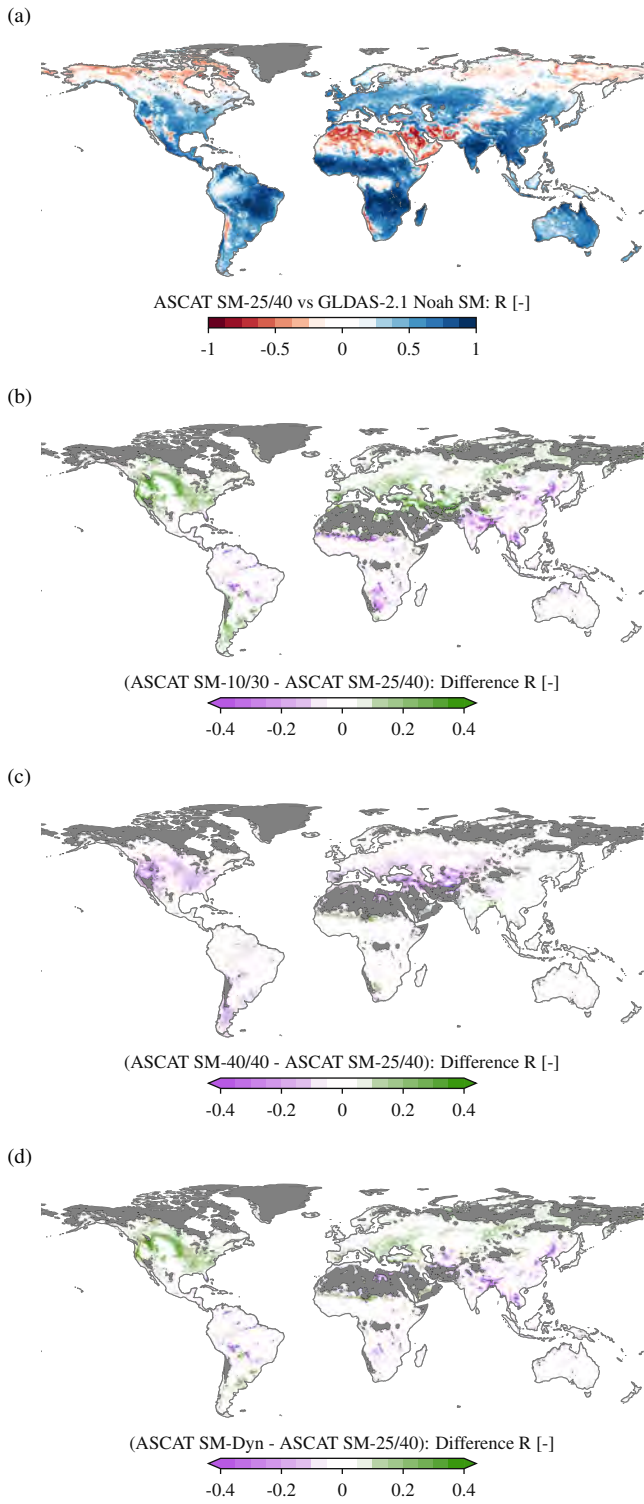 (a)
ASCAT SM-25/40 vs GLDAS-2.1 Noah SM: R [-]
-1 -0.5 0 0.5 1
(b)
(ASCAT SM-10/30 - ASCAT SM-25/40): Difference R [-]
-0.4 -0.2 0 0.2 0.4
(c)
(ASCAT SM-40/40 - ASCAT SM-25/40): Difference R [-]
-0.4 -0.2 0 0.2 0.4
(d)
(ASCAT SM-Dyn - ASCAT SM-25/40): Difference R [-]
-0.4 -0.2 0 0.2 0.4